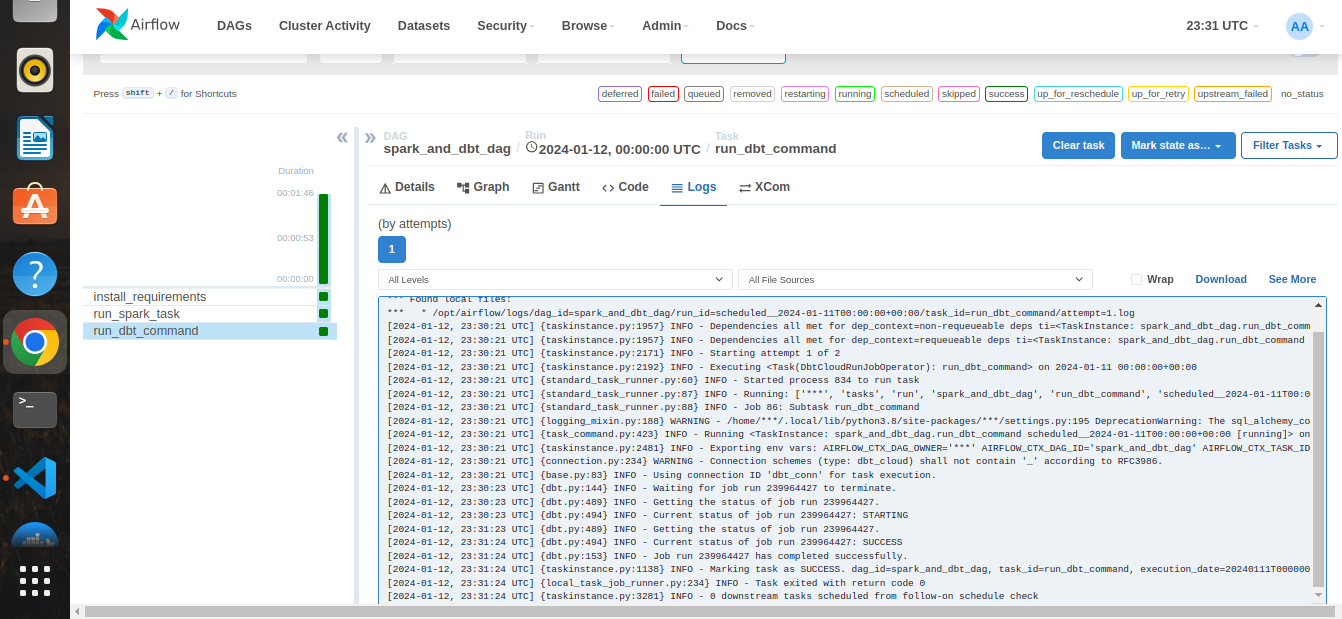 Airflow DAGs Cluster Activity Datasets Security Browse Admin Docs 23:31 UTC AA
Press shift + / for Shortcuts
deferred failed queued removed restarting running scheduled skipped success up_for_reschedule up_for_retry upstream_failed no_status
« » DAG Run Task
spark_and_dbt_dag / 2024-01-12, 00:00:00 UTC / run_dbt_command
Clear task Mark state as... Filter Tasks
Duration
00:01:46
00:00:53
00:00:00
install_requirements
run_spark_task
run_dbt_command
Details Graph Gantt Code Logs XCom
(by attempts)
1
All Levels All File Sources Wrap Download See More
*** Found local files:
*** * /opt/airflow/logs/dag_id=spark_and_dbt_dag/run_id=scheduled__2024-01-11T00:00:00+00:00/task_id=run_dbt_command/attempt=1.log
[2024-01-12, 23:30:21 UTC] {taskinstance.py:1957} INFO - Dependencies all met for dep_context=non-requeueable deps ti=<TaskInstance: spark_and_dbt_dag.run_dbt_comm
[2024-01-12, 23:30:21 UTC] {taskinstance.py:1957} INFO - Dependencies all met for dep_context=requeueable deps ti=<TaskInstance: spark_and_dbt_dag.run_dbt_command
[2024-01-12, 23:30:21 UTC] {taskinstance.py:2171} INFO - Starting attempt 1 of 2
[2024-01-12, 23:30:21 UTC] {taskinstance.py:2192} INFO - Executing <Task(DbtCloudRunJobOperator): run_dbt_command> on 2024-01-11 00:00:00+00:00
[2024-01-12, 23:30:21 UTC] {standard_task_runner.py:60} INFO - Started process 834 to run task
[2024-01-12, 23:30:21 UTC] {standard_task_runner.py:87} INFO - Running: ['***', 'tasks', 'run', 'spark_and_dbt_dag', 'run_dbt_command', 'scheduled__2024-01-11T00:0
[2024-01-12, 23:30:21 UTC] {standard_task_runner.py:88} INFO - Job 86: Subtask run_dbt_command
[2024-01-12, 23:30:21 UTC] {logging_mixin.py:188} WARNING - /home/***/.local/lib/python3.8/site-packages/***/settings.py:195 DeprecationWarning: The sql_alchemy_co
[2024-01-12, 23:30:21 UTC] {task_command.py:423} INFO - Running <TaskInstance: spark_and_dbt_dag.run_dbt_command scheduled__2024-01-11T00:00:00+00:00 [running]> on
[2024-01-12, 23:30:21 UTC] {taskinstance.py:2481} INFO - Exporting env vars: AIRFLOW_CTX_DAG_OWNER='***' AIRFLOW_CTX_DAG_ID='spark_and_dbt_dag' AIRFLOW_CTX_TASK_ID
[2024-01-12, 23:30:21 UTC] {connection.py:234} WARNING - Connection schemes (type: dbt_cloud) shall not contain '_' according to RFC3986.
[2024-01-12, 23:30:21 UTC] {base.py:83} INFO - Using connection ID 'dbt_conn' for task execution.
[2024-01-12, 23:30:23 UTC] {dbt.py:144} INFO - Waiting for job run 239964427 to terminate.
[2024-01-12, 23:30:23 UTC] {dbt.py:489} INFO - Getting the status of job run 239964427.
[2024-01-12, 23:30:23 UTC] {dbt.py:494} INFO - Current status of job run 239964427: STARTING
[2024-01-12, 23:31:23 UTC] {dbt.py:489} INFO - Getting the status of job run 239964427.
[2024-01-12, 23:31:24 UTC] {dbt.py:494} INFO - Current status of job run 239964427: SUCCESS
[2024-01-12, 23:31:24 UTC] {dbt.py:153} INFO - Job run 239964427 has completed successfully.
[2024-01-12, 23:31:24 UTC] {taskinstance.py:1138} INFO - Marking task as SUCCESS. dag_id=spark_and_dbt_dag, task_id=run_dbt_command, execution_date=20240111T000000
[2024-01-12, 23:31:24 UTC] {local_task_job_runner.py:234} INFO - Task exited with return code 0
[2024-01-12, 23:31:24 UTC] {taskinstance.py:3281} INFO - 0 downstream tasks scheduled from follow-on schedule check